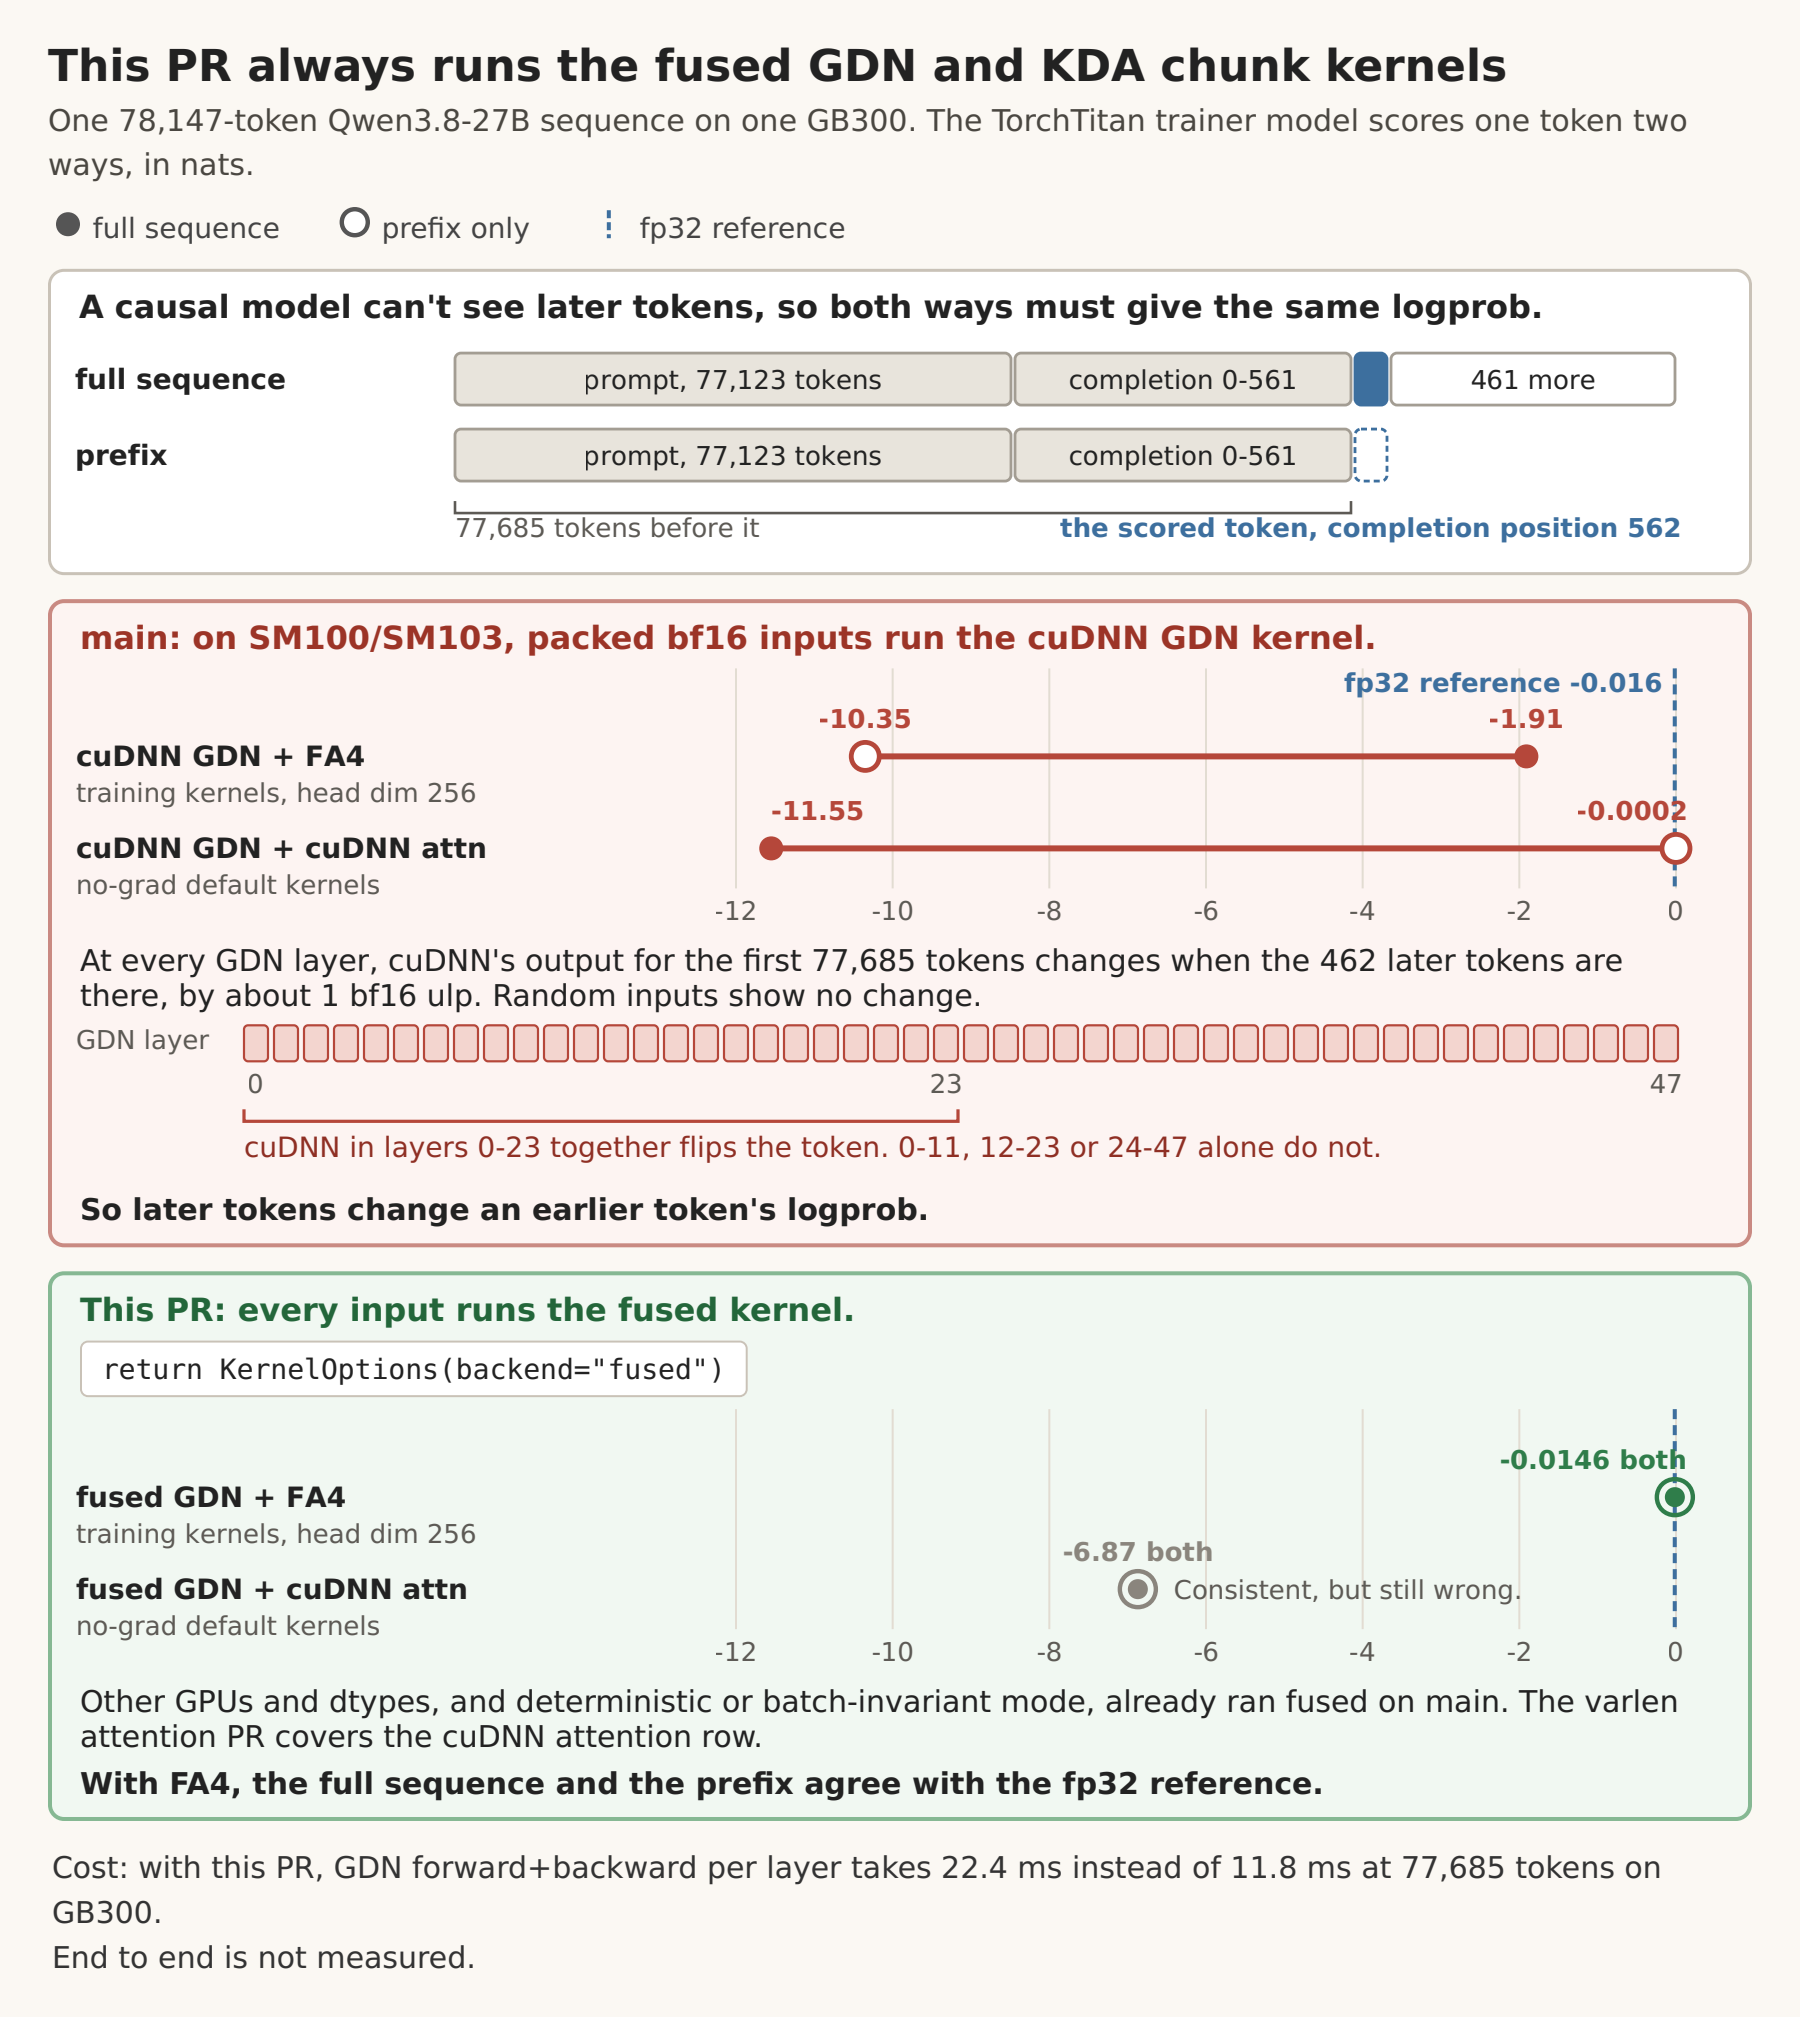 This PR always runs the fused GDN and KDA chunk kernels
One 78,147-token Qwen3.8-27B sequence on one GB300. The TorchTitan trainer model scores one token two
ways, in nats.
full sequence prefix only fp32 reference
A causal model can't see later tokens, so both ways must give the same logprob.
full sequence prompt, 77,123 tokens completion 0-561 461 more
prefix prompt, 77,123 tokens completion 0-561
77,685 tokens before it the scored token, completion position 562
main: on SM100/SM103, packed bf16 inputs run the cuDNN GDN kernel.
fp32 reference -0.016
-10.35 -1.91
cuDNN GDN + FA4
training kernels, head dim 256
-11.55 -0.0002
cuDNN GDN + cuDNN attn
no-grad default kernels
-12 -10 -8 -6 -4 -2 0
At every GDN layer, cuDNN's output for the first 77,685 tokens changes when the 462 later tokens are
there, by about 1 bf16 ulp. Random inputs show no change.
GDN layer
0 23 47
cuDNN in layers 0-23 together flips the token. 0-11, 12-23 or 24-47 alone do not.
So later tokens change an earlier token's logprob.
This PR: every input runs the fused kernel.
return KernelOptions(backend="fused")
-0.0146 both
fused GDN + FA4
training kernels, head dim 256
-6.87 both
fused GDN + cuDNN attn Consistent, but still wrong.
no-grad default kernels
-12 -10 -8 -6 -4 -2 0
Other GPUs and dtypes, and deterministic or batch-invariant mode, already ran fused on main. The varlen
attention PR covers the cuDNN attention row.
With FA4, the full sequence and the prefix agree with the fp32 reference.
Cost: with this PR, GDN forward+backward per layer takes 22.4 ms instead of 11.8 ms at 77,685 tokens on
GB300.
End to end is not measured.